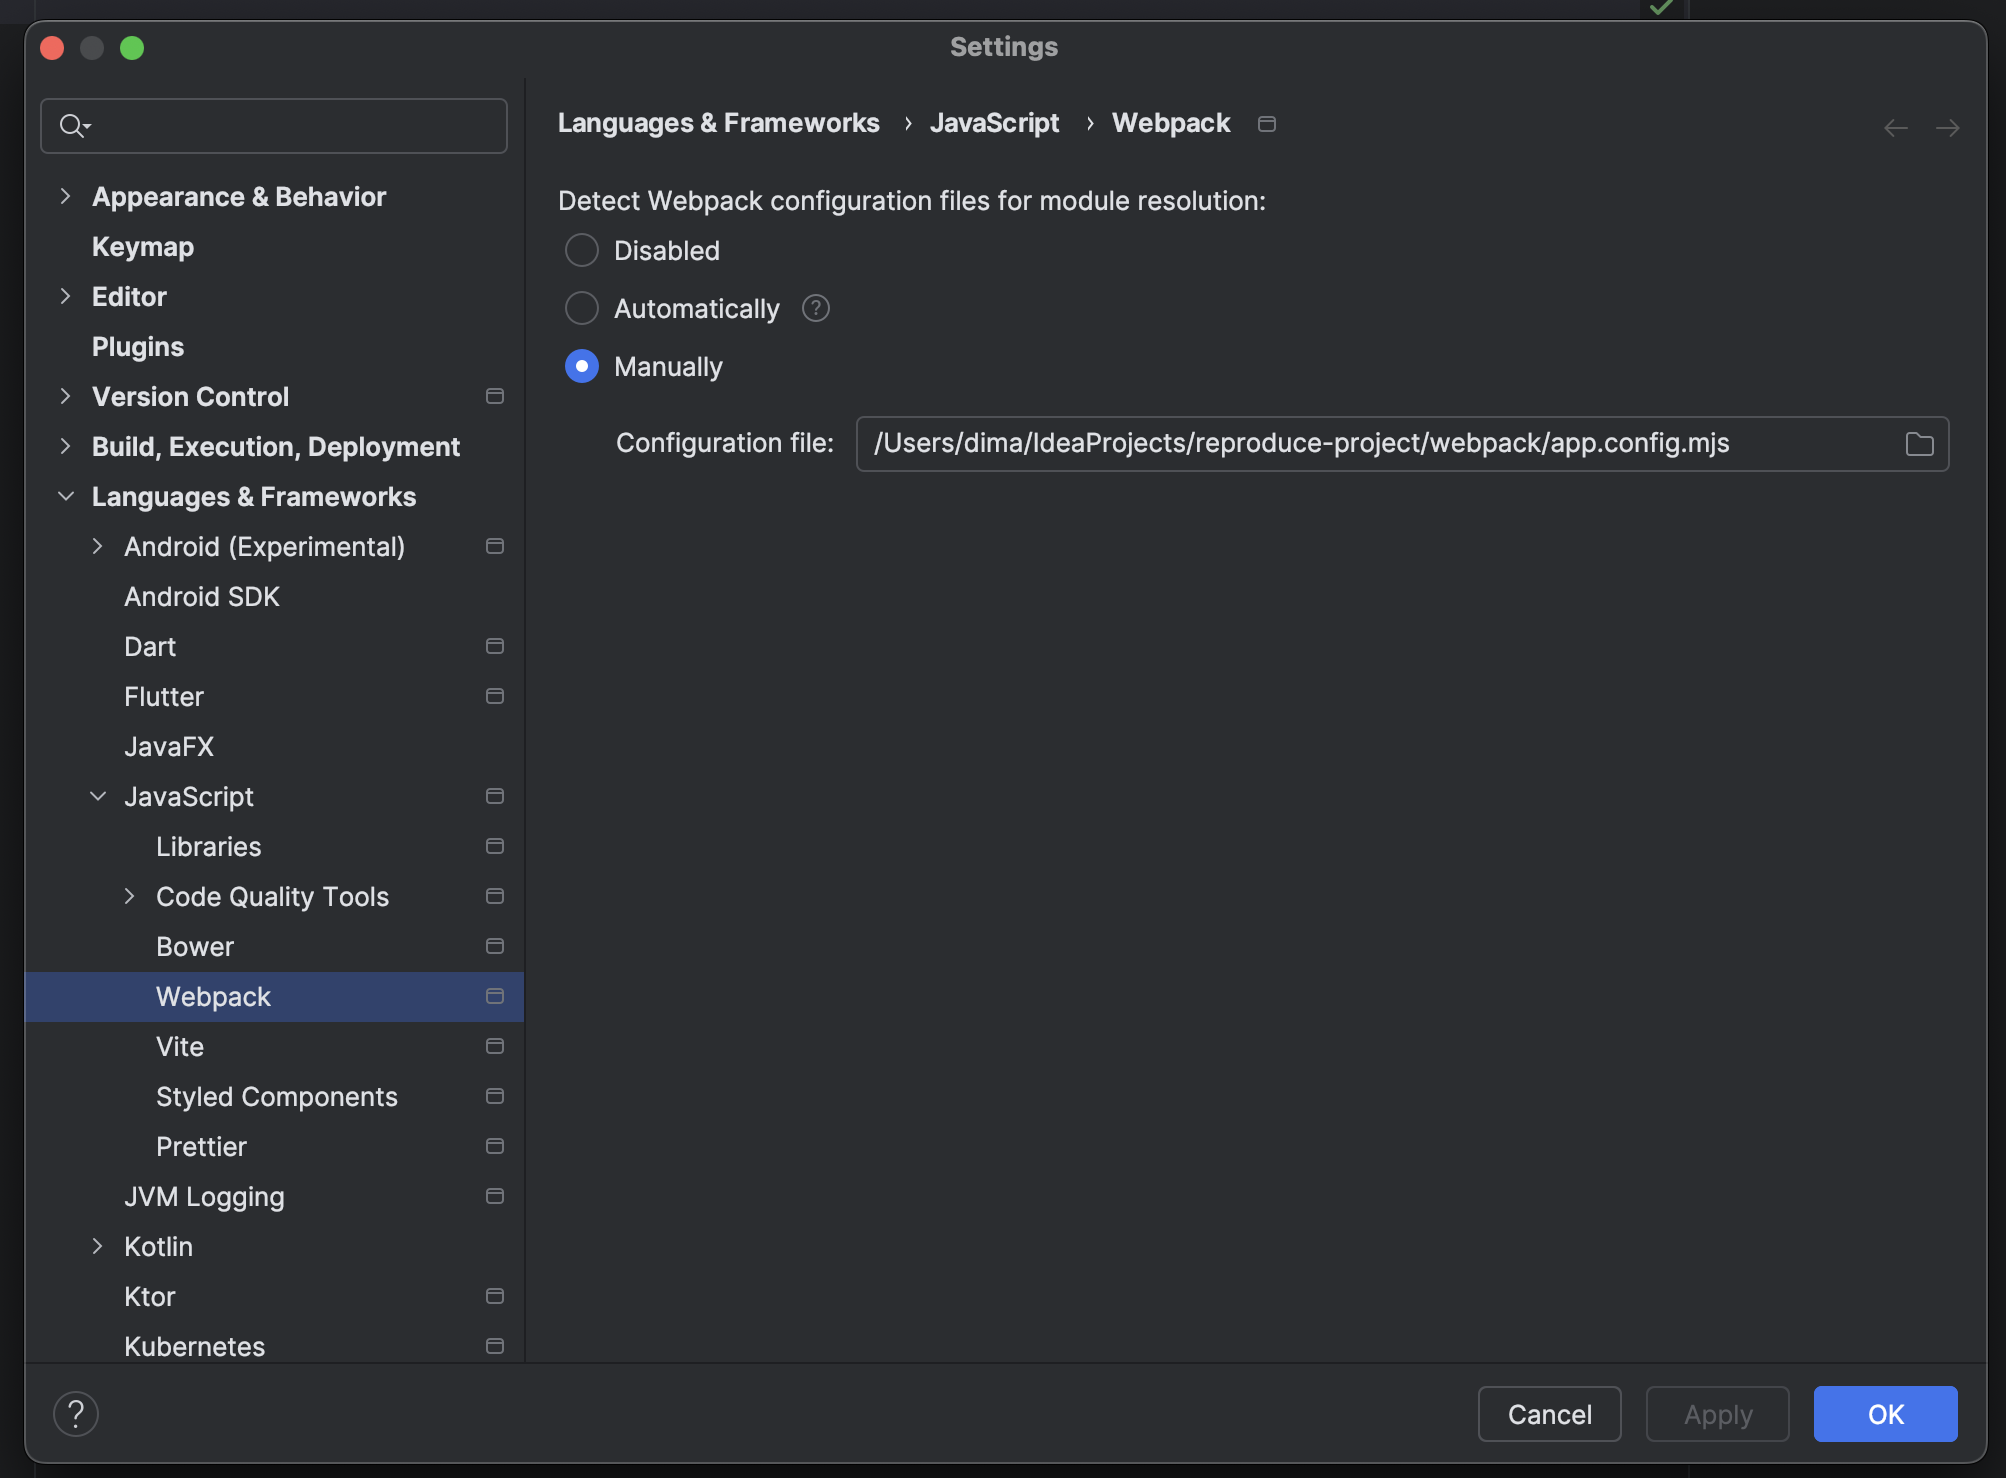 Settings
Appearance & Behavior
Keymap
Editor
Plugins
Version Control
Build, Execution, Deployment
Languages & Frameworks
Android (Experimental)
Android SDK
Dart
Flutter
JavaFX
JavaScript
Libraries
Code Quality Tools
Bower
Webpack
Vite
Styled Components
Prettier
JVM Logging
Kotlin
Ktor
Kubernetes
Languages & Frameworks › JavaScript › Webpack
Detect Webpack configuration files for module resolution:
Disabled
Automatically ?
Manually
Configuration file: /Users/dima/IdeaProjects/reproduce-project/webpack/app.config.mjs
? Cancel Apply OK